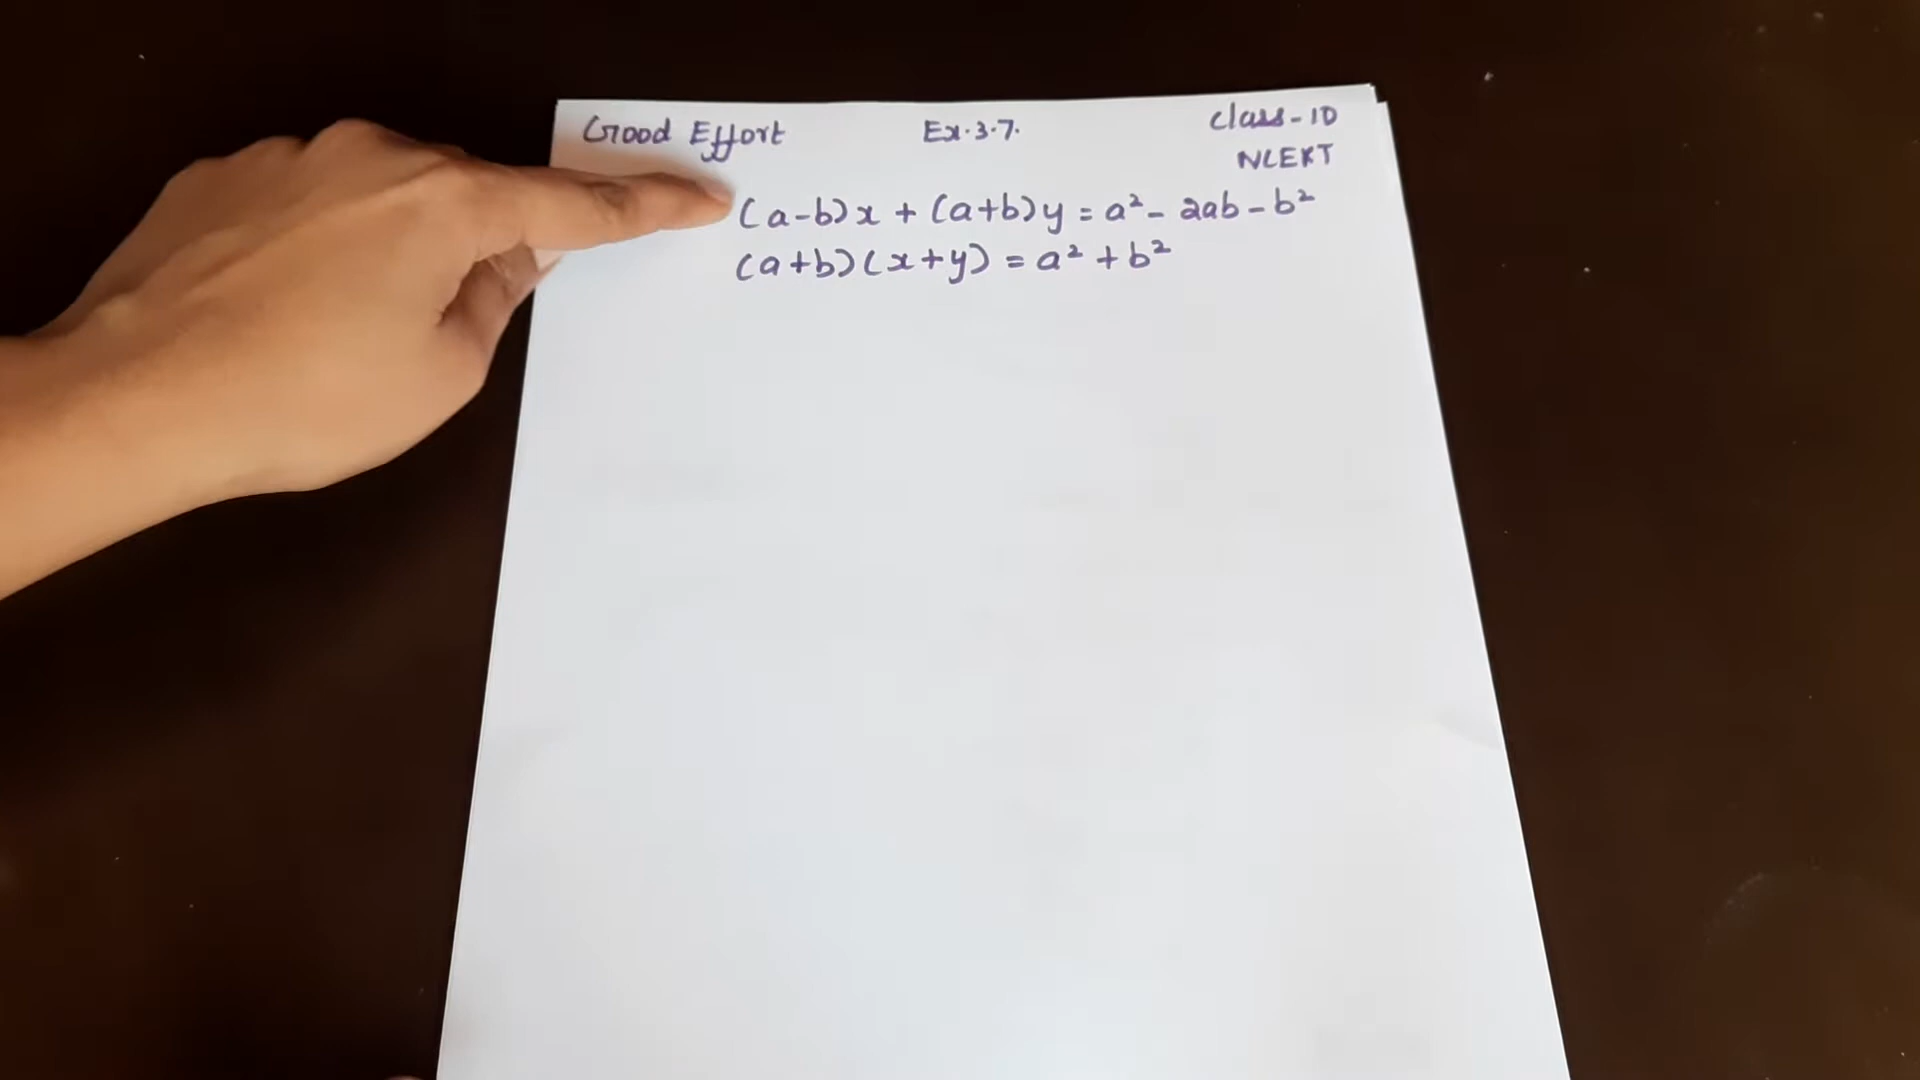 Good Effort Ex.3.7. Class-10
NCERT
(a-b)x + (a+b)y = a² - 2ab - b²
(a+b)(x+y) = a² + b²